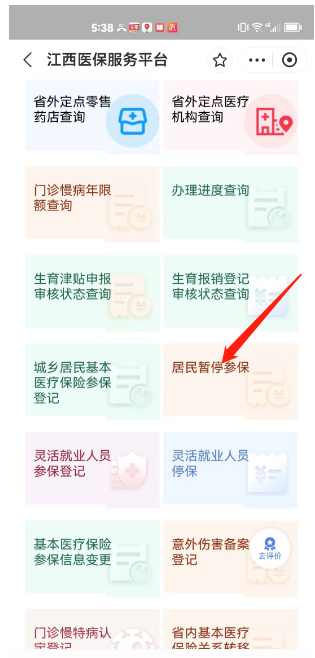 5:38
江西医保服务平台
省外定点零售
药店查询
省外定点医疗
机构查询
门诊慢病年限
额查询
办理进度查询
生育津贴申报
审核状态查询
生育报销登记
审核状态查询
城乡居民基本
医疗保险参保
登记
居民暂停参保
灵活就业人员
参保登记
灵活就业人员
停保
基本医疗保险
参保信息变更
意外伤害备案
登记
去评价
门诊慢特病认
定登记
省内基本医疗
保险关系转移